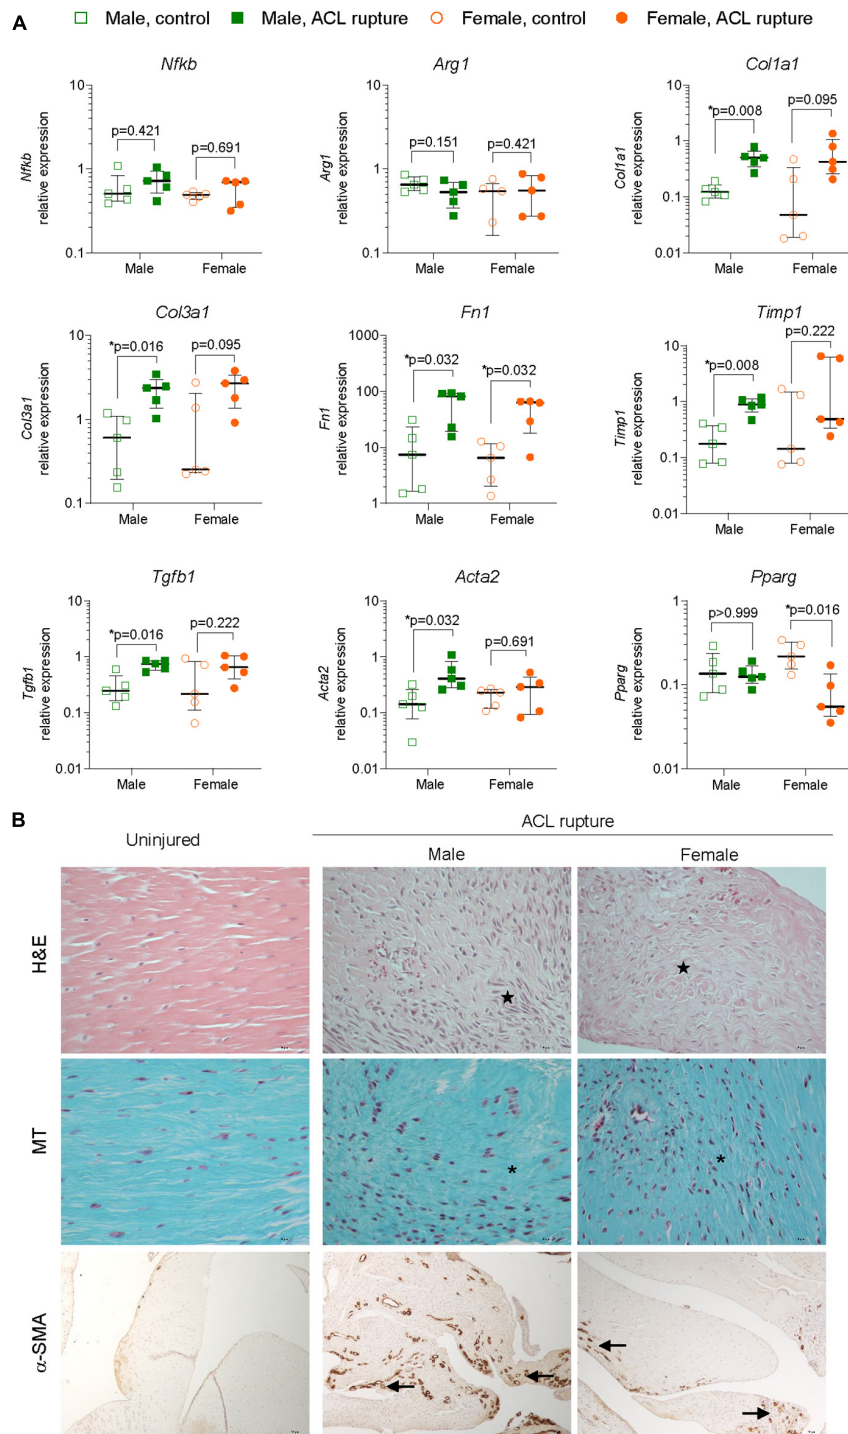 A
Male, control Male, ACL rupture Female, control Female, ACL rupture
Nfkb
Nfkb
relative expression
10
1
0.1
p=0.421
p=0.691
Male Female
Arg1
Arg1
relative expression
10
1
0.1
p=0.151
p=0.421
Male Female
Col1a1
Col1a1
relative expression
10
1
0.1
0.01
*p=0.008
p=0.095
Male Female
Col3a1
Col3a1
relative expression
10
1
0.1
*p=0.016
p=0.095
Male Female
Fn1
Fn1
relative expression
1000
100
10
1
*p=0.032
*p=0.032
Male Female
Timp1
Timp1
relative expression
10
1
0.1
0.01
*p=0.008
p=0.222
Male Female
Tgfb1
Tgfb1
relative expression
10
1
0.1
0.01
*p=0.016
p=0.222
Male Female
Acta2
Acta2
relative expression
10
1
0.1
0.01
*p=0.032
p=0.691
Male Female
Pparg
Pparg
relative expression
1
0.1
0.01
p>0.999
*p=0.016
Male Female
B
ACL rupture
Uninjured
Male Female
H&E
MT
*
*
α-SMA